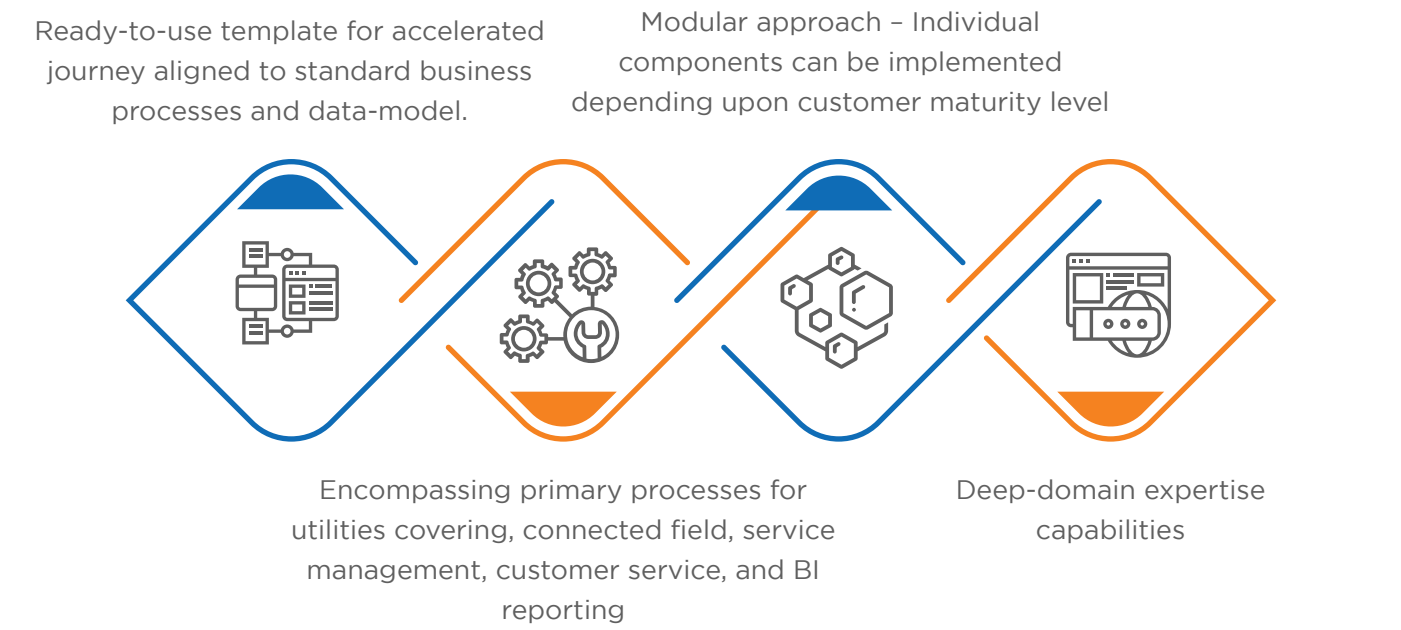 Ready-to-use template for accelerated
journey aligned to standard business
processes and data-model.
Modular approach – Individual
components can be implemented
depending upon customer maturity level
Encompassing primary processes for
utilities covering, connected field, service
management, customer service, and BI
reporting
Deep-domain expertise
capabilities